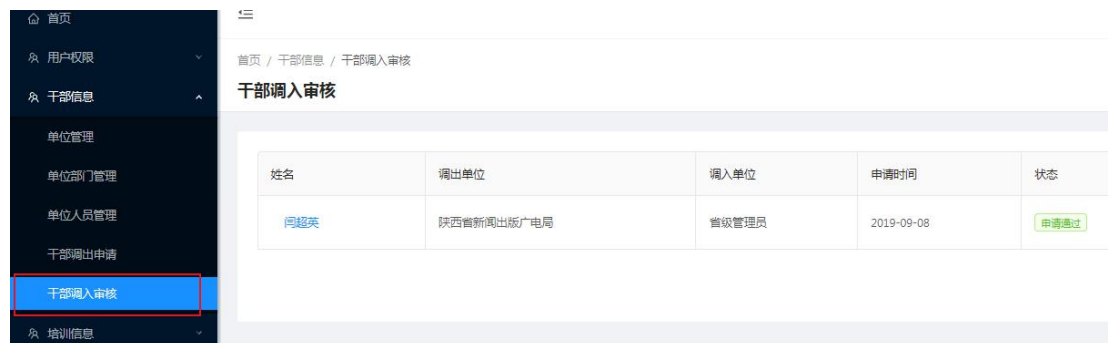 首页
用户权限
干部信息
单位管理
单位部门管理
单位人员管理
干部调出申请
干部调入审核
培训信息
首页 / 干部信息 / 干部调入审核
干部调入审核
姓名 调出单位 调入单位 申请时间 状态
闫超英 陕西省新闻出版广电局 省级管理员 2019-09-08 申请通过